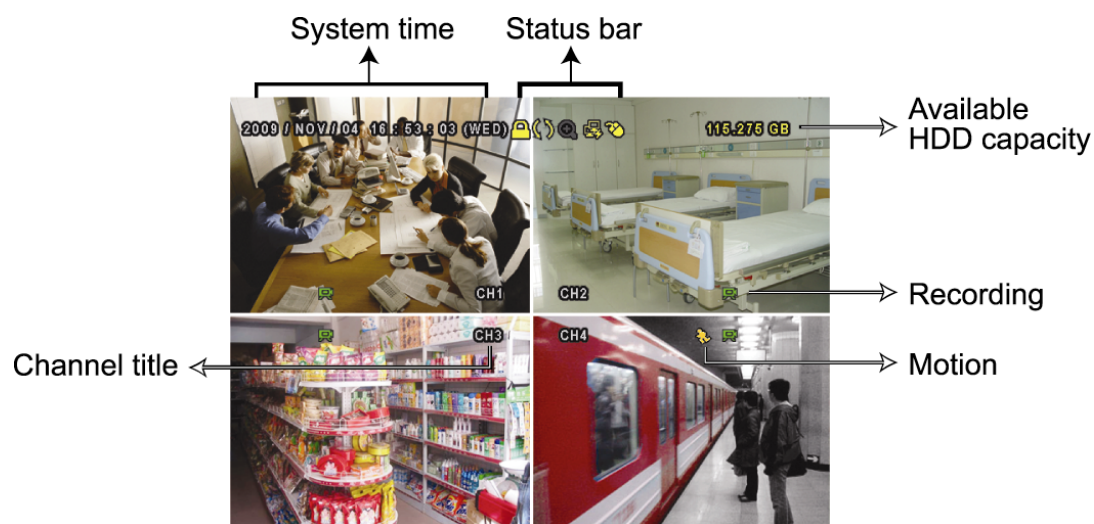 System time
Status bar
2009 / NOV / 04 16 : 53 : 03 (WED)
115.275 GB
Available
HDD capacity
CH1
CH2
Recording
Channel title
CH3
CH4
Motion